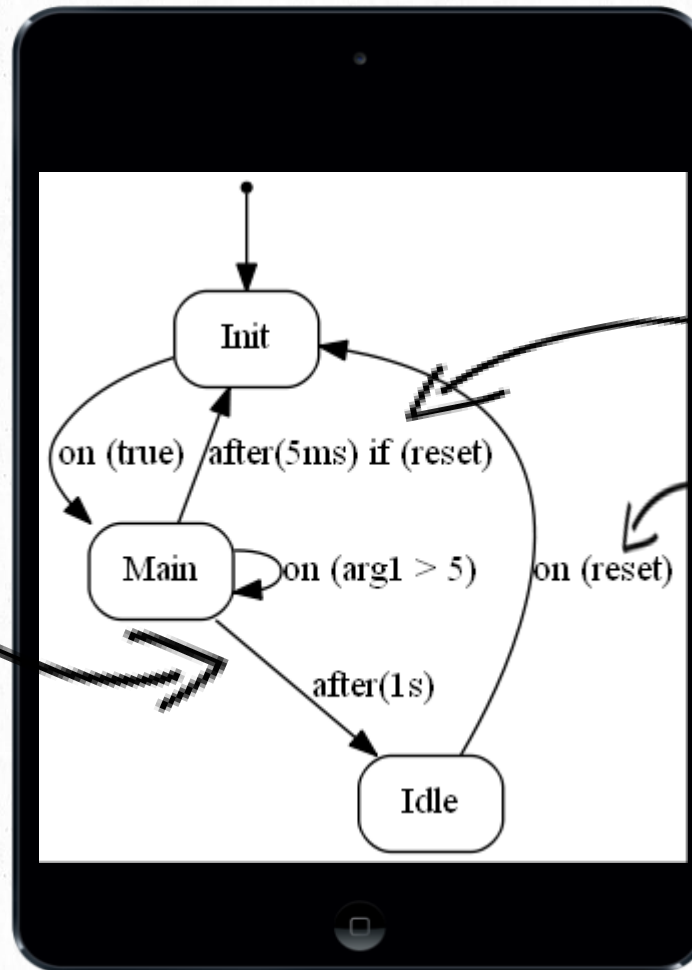 Init
on (true)
after(5ms) if (reset)
Main
on (arg1 > 5)
on (reset)
after(1s)
Idle